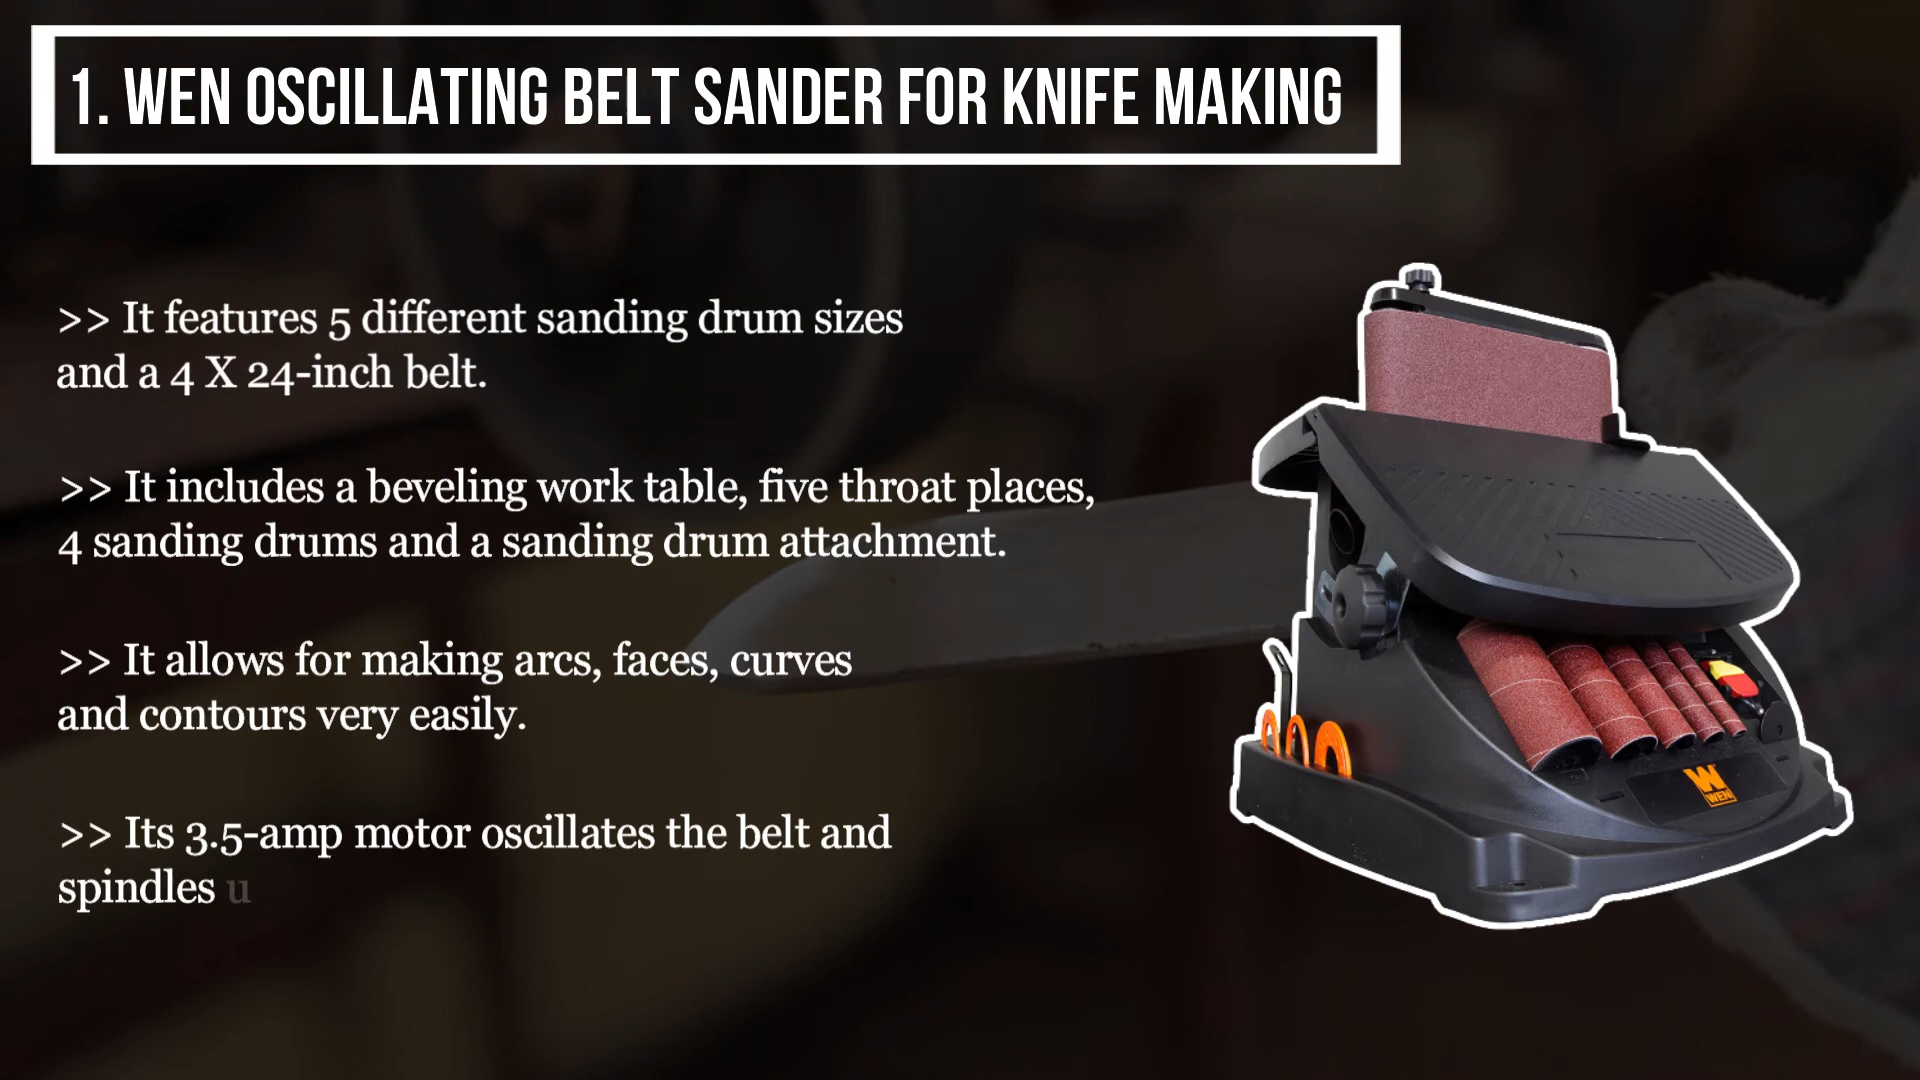 1. WEN OSCILLATING BELT SANDER FOR KNIFE MAKING
>> It features 5 different sanding drum sizes
and a 4 X 24-inch belt.
>> It includes a beveling work table, five throat places,
4 sanding drums and a sanding drum attachment.
>> It allows for making arcs, faces, curves
and contours very easily.
>> Its 3.5-amp motor oscillates the belt and
spindles u
W
WEN